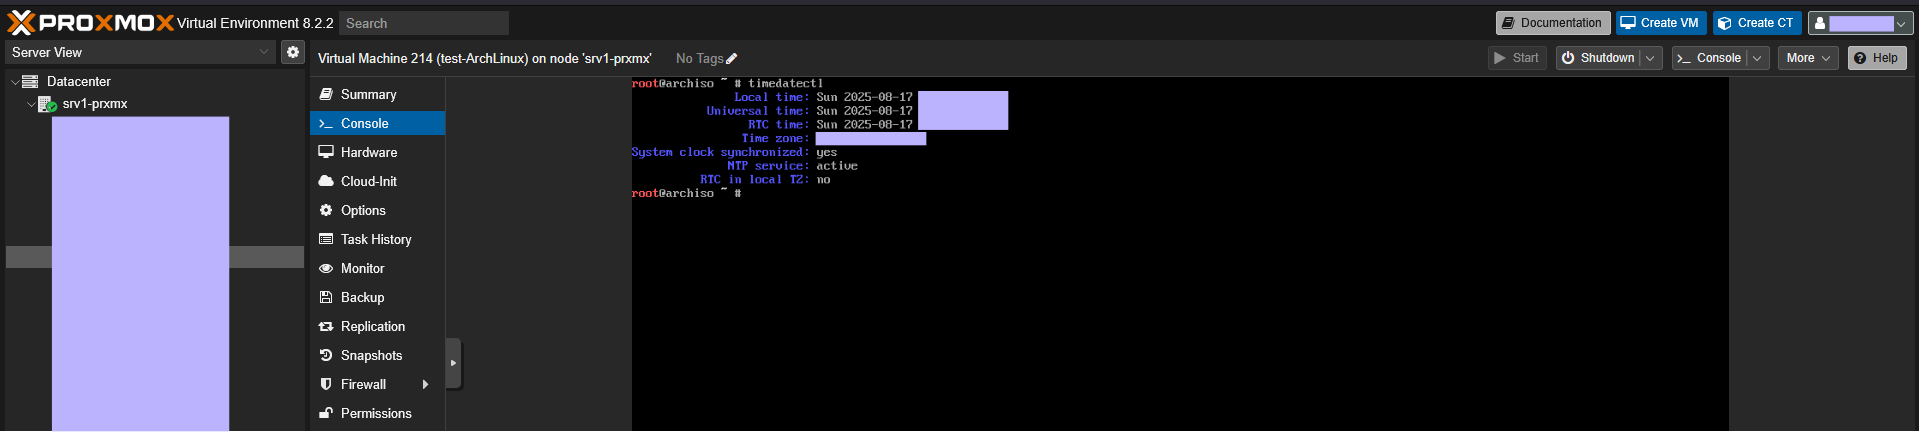 PROXMOX Virtual Environment 8.2.2 Search Documentation Create VM Create CT
Server View
Virtual Machine 214 (test-ArchLinux) on node 'srv1-prxmx' No Tags Start Shutdown Console More Help
Datacenter
srv1-prxmx
Summary
Console
Hardware
Cloud-Init
Options
Task History
Monitor
Backup
Replication
Snapshots
Firewall
Permissions
root@archiso ~ # timedatectl
Local time: Sun 2025-08-17
Universal time: Sun 2025-08-17
RTC time: Sun 2025-08-17
Time zone:
System clock synchronized: yes
NTP service: active
RTC in local TZ: no
root@archiso ~ #